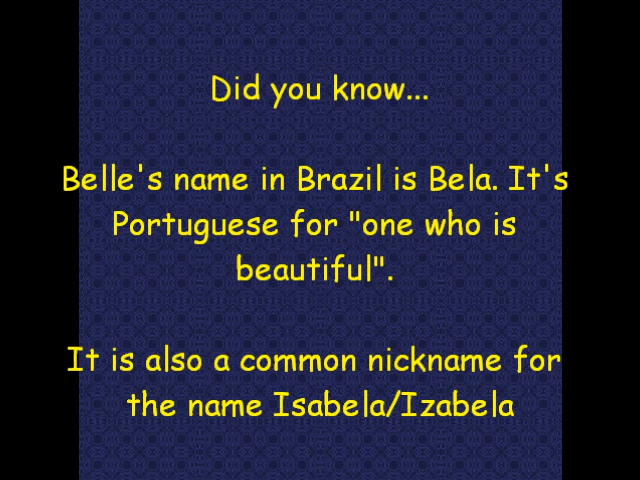 Did you know...
Belle's name in Brazil is Bela. It's
Portuguese for "one who is
beautiful".
It is also a common nickname for
the name Isabela/Izabela